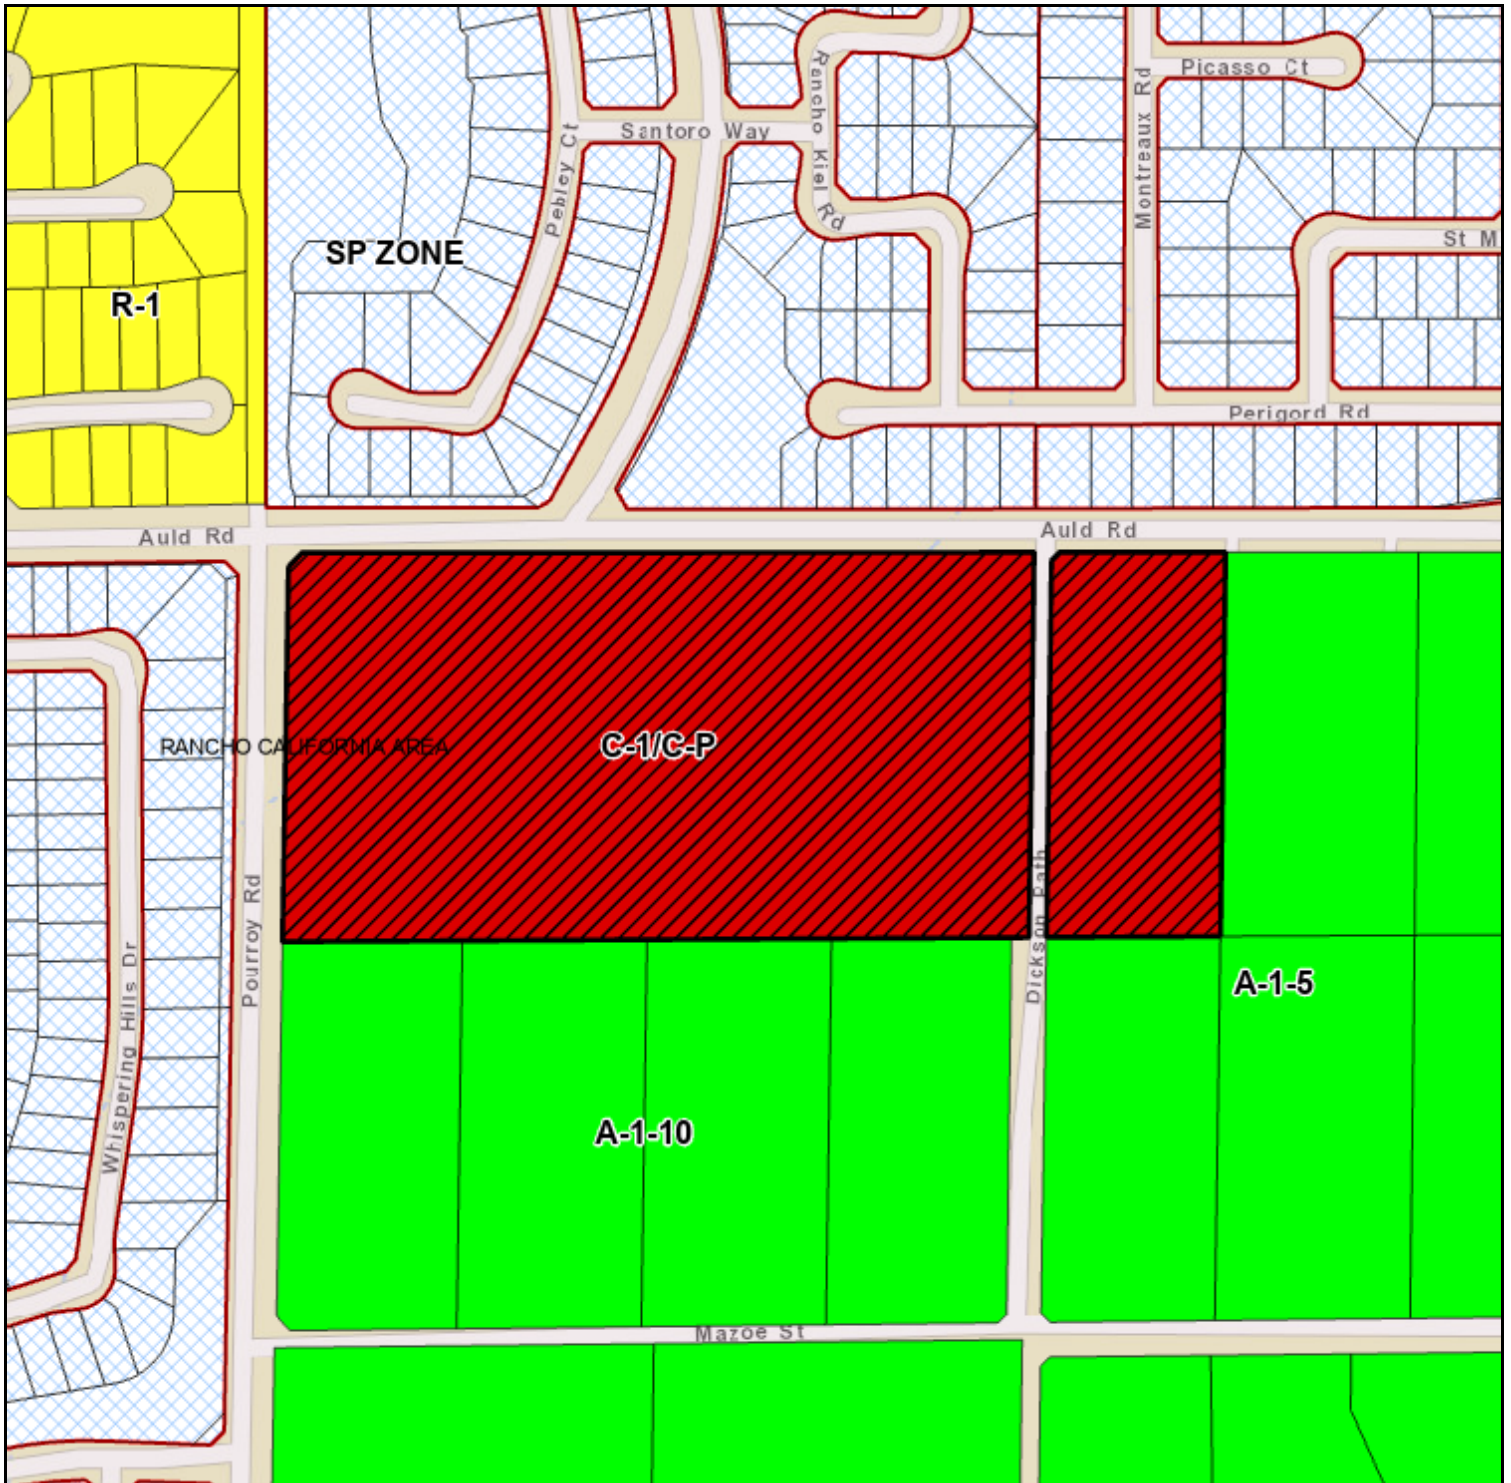 Picasso Ct
Santoro Way
Rancho Kiel Rd
Montreaux Rd
Pebley Ct
St M
SP ZONE
R-1
Perigord Rd
Auld Rd
Auld Rd
RANCHO CALIFORNIA AREA
C-1/C-P
Pourroy Rd
Dickson Path
Whispering Hills Dr
A-1-5
A-1-10
Mazoe St